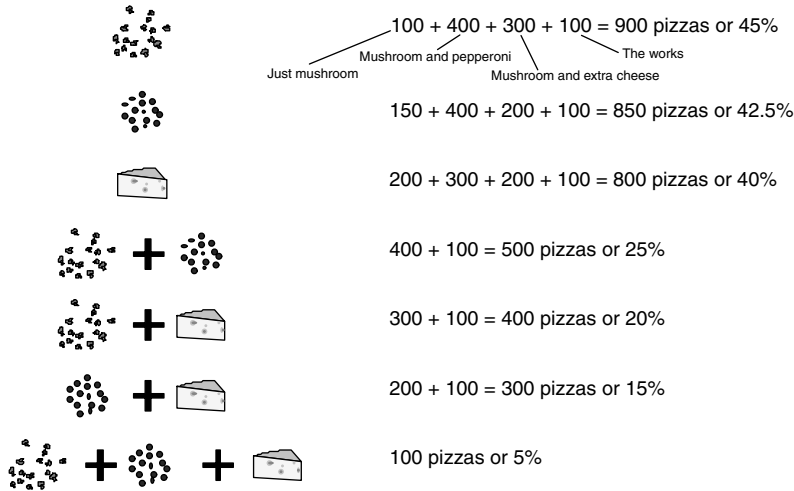 100 + 400 + 300 + 100 = 900 pizzas or 45%
Mushroom and pepperoni
The works
Just mushroom
Mushroom and extra cheese
150 + 400 + 200 + 100 = 850 pizzas or 42.5%
200 + 300 + 200 + 100 = 800 pizzas or 40%
400 + 100 = 500 pizzas or 25%
300 + 100 = 400 pizzas or 20%
200 + 100 = 300 pizzas or 15%
100 pizzas or 5%